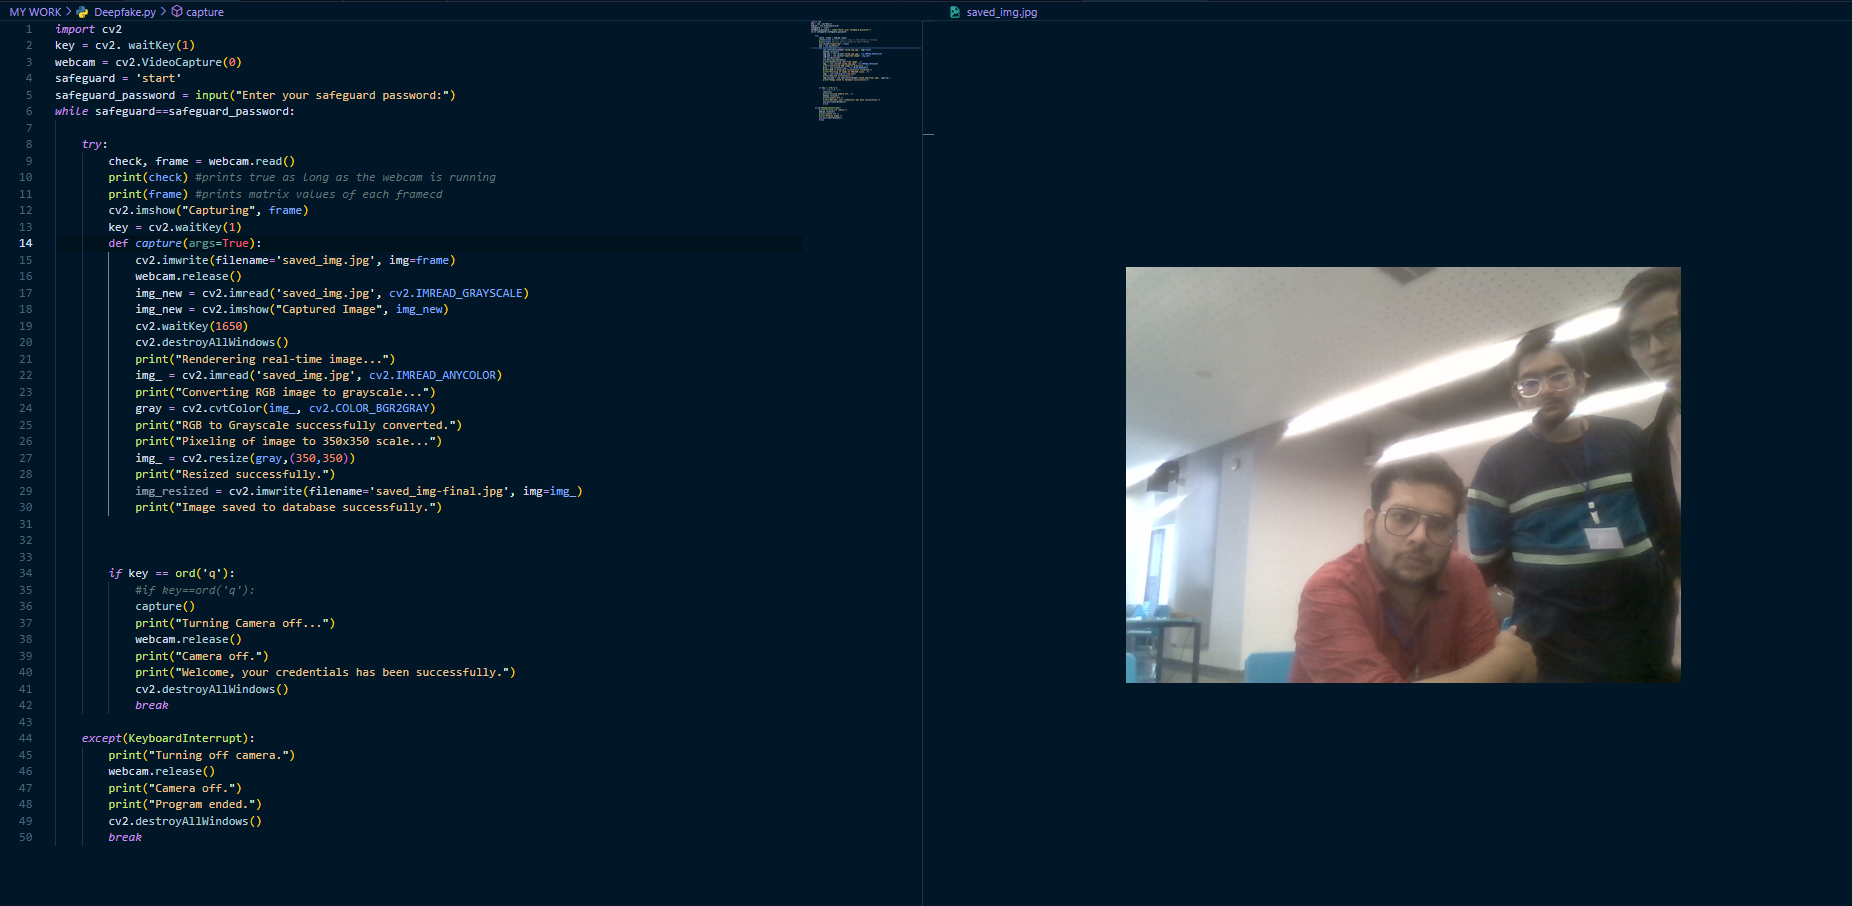 MY WORK > Deepfake.py > capture
saved_img.jpg
1 import cv2
2 key = cv2. waitKey(1)
3 webcam = cv2.VideoCapture(0)
4 safeguard = 'start'
5 safeguard_password = input("Enter your safeguard password:")
6 while safeguard==safeguard_password:
7
8 try:
9 check, frame = webcam.read()
10 print(check) #prints true as long as the webcam is running
11 print(frame) #prints matrix values of each framecd
12 cv2.imshow("Capturing", frame)
13 key = cv2.waitKey(1)
14 def capture(args=True):
15 cv2.imwrite(filename='saved_img.jpg', img=frame)
16 webcam.release()
17 img_new = cv2.imread('saved_img.jpg', cv2.IMREAD_GRAYSCALE)
18 img_new = cv2.imshow("Captured Image", img_new)
19 cv2.waitKey(1650)
20 cv2.destroyAllWindows()
21 print("Renderering real-time image...")
22 img_ = cv2.imread('saved_img.jpg', cv2.IMREAD_ANYCOLOR)
23 print("Converting RGB image to grayscale...")
24 gray = cv2.cvtColor(img_, cv2.COLOR_BGR2GRAY)
25 print("RGB to Grayscale successfully converted.")
26 print("Pixeling of image to 350x350 scale...")
27 img_ = cv2.resize(gray,(350,350))
28 print("Resized successfully.")
29 img_resized = cv2.imwrite(filename='saved_img-final.jpg', img=img_)
30 print("Image saved to database successfully.")
31
32
33
34 if key == ord('q'):
35 #if key==ord('q'):
36 capture()
37 print("Turning Camera off...")
38 webcam.release()
39 print("Camera off.")
40 print("Welcome, your credentials has been successfully.")
41 cv2.destroyAllWindows()
42 break
43
44 except(KeyboardInterrupt):
45 print("Turning off camera.")
46 webcam.release()
47 print("Camera off.")
48 print("Program ended.")
49 cv2.destroyAllWindows()
50 break